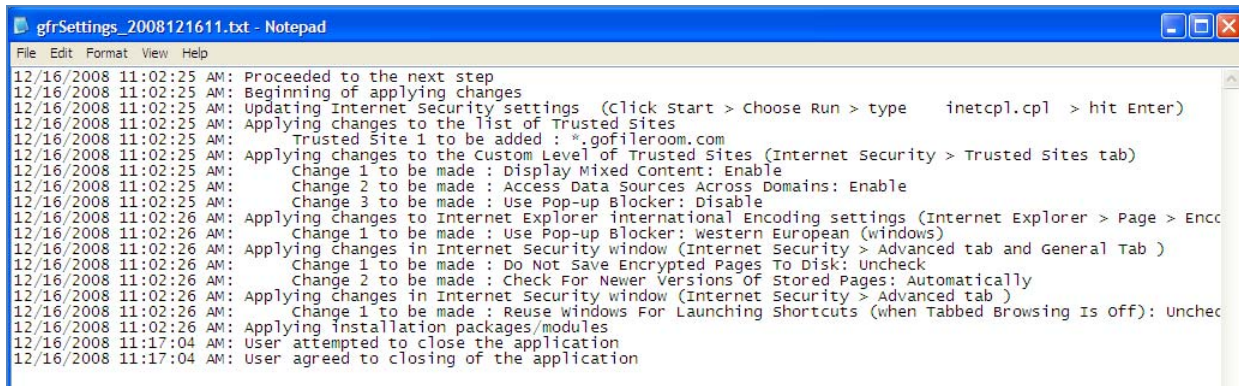 gfrSettings_2008121611.txt - Notepad
File Edit Format View Help
12/16/2008 11:02:25 AM: Proceeded to the next step
12/16/2008 11:02:25 AM: Beginning of applying changes
12/16/2008 11:02:25 AM: Updating Internet Security settings (Click Start > Choose Run > type inetcpl.cpl > hit Enter)
12/16/2008 11:02:25 AM: Applying changes to the list of Trusted Sites
12/16/2008 11:02:25 AM: Trusted Site 1 to be added : *.gofileroom.com
12/16/2008 11:02:25 AM: Applying changes to the Custom Level of Trusted Sites (Internet Security > Trusted Sites tab)
12/16/2008 11:02:25 AM: Change 1 to be made : Display Mixed Content: Enable
12/16/2008 11:02:25 AM: Change 2 to be made : Access Data Sources Across Domains: Enable
12/16/2008 11:02:25 AM: Change 3 to be made : Use Pop-up Blocker: Disable
12/16/2008 11:02:26 AM: Applying changes to Internet Explorer international Encoding settings (Internet Explorer > Page > Enco
12/16/2008 11:02:26 AM: Change 1 to be made : Use Pop-up Blocker: Western European (windows)
12/16/2008 11:02:26 AM: Applying changes in Internet Security window (Internet Security > Advanced tab and General Tab )
12/16/2008 11:02:26 AM: Change 1 to be made : Do Not Save Encrypted Pages To Disk: Uncheck
12/16/2008 11:02:26 AM: Change 2 to be made : Check For Newer Versions Of Stored Pages: Automatically
12/16/2008 11:02:26 AM: Applying changes in Internet Security window (Internet Security > Advanced tab )
12/16/2008 11:02:26 AM: Change 1 to be made : Reuse Windows For Launching Shortcuts (when Tabbed Browsing Is Off): Unchec
12/16/2008 11:02:26 AM: Applying installation packages/modules
12/16/2008 11:17:04 AM: User attempted to close the application
12/16/2008 11:17:04 AM: User agreed to closing of the application